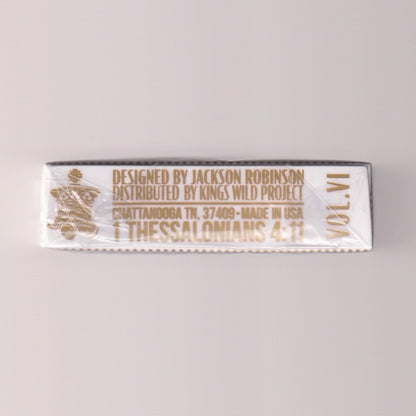 DESIGNED BY JACKSON ROBINSON
DISTRIBUTED BY KINGS WILD PROJECT
CHATTANOOGA TN, 37409 • MADE IN USA
1 THESSALONIANS 4:11
VOL.VI